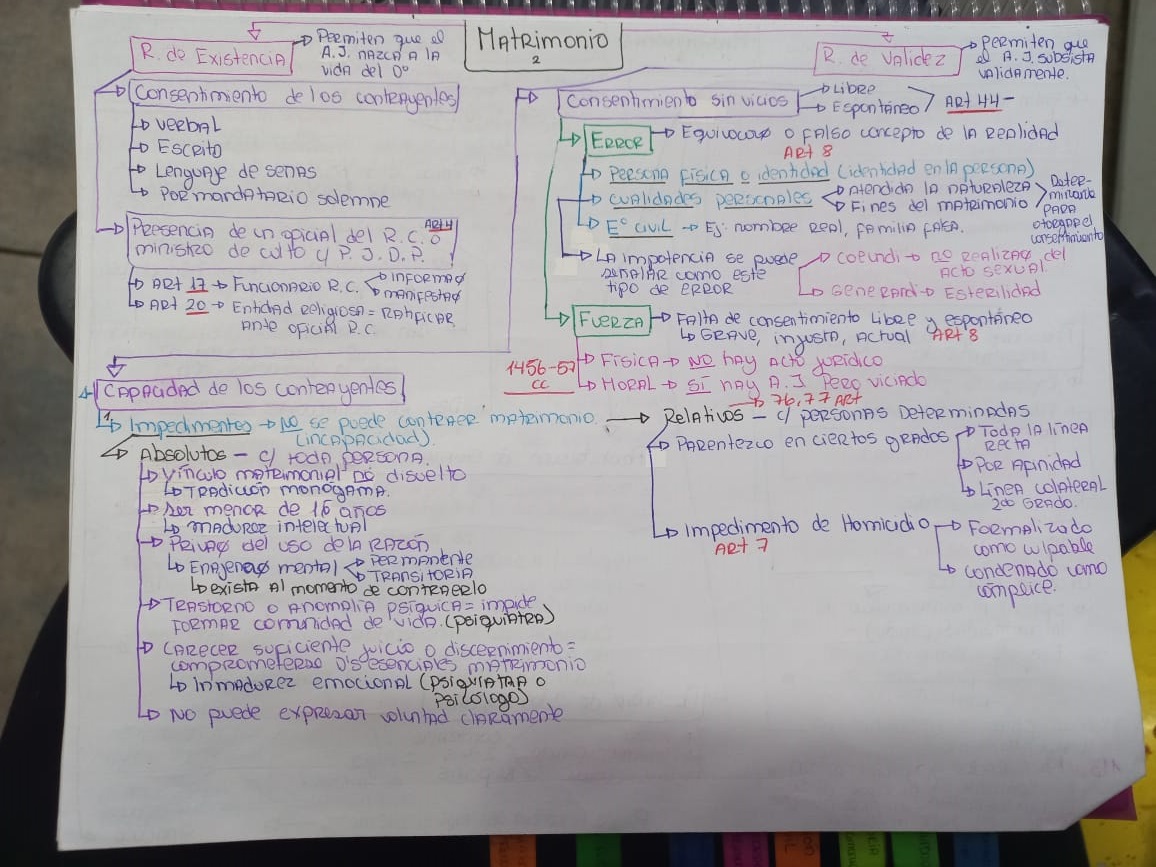 Matrimonio
2
R. de Existencia
Permiten que el
A.J. nazca a la
vida del Dº
R. de Validez
Permiten que
el A.J. subsista
validamente.
Consentimiento de los contrayentes
Verbal
Escrito
Lenguaje de señas
Por mandatario solemne
Presencia de un oficial del R.C. o Art 4
ministro de culto c/ P.J.D.P.
Art 17 → Funcionario R.C.
Informar
manifestar
Art 20 → Entidad religiosa = Ratificar
Ante oficial R.C.
Consentimiento sin vicios
Libre
Espontáneo
Art 44 -
Error → Equivocado o falso concepto de la realidad
Art 8
Persona física o identidad (identidad en la persona)
Cualidades personales
Atendida la naturaleza
Fines del matrimonio
Deter-
minante
para
otorgar el
consentimiento
Eº Civil → Ej: nombre real, familia falsa.
La impotencia se puede
señalar como este
tipo de error
Coeundi → no realizar del
acto sexual
Generandi → Esterilidad
Fuerza → Falta de consentimiento libre y espontáneo
Grave, injusta, actual Art 8
1456-57
CC
Física → NO hay acto jurídico
Moral → SÍ hay A.J pero viciado
Capacidad de los contrayentes
1. Impedimentos → No se puede contraer matrimonio.
(incapacidad).
Absolutos - c/ toda persona.
Vínculo matrimonial no disuelto
Tradición monogama.
Ser menor de 16 años
madurez intelectual
Privad del uso de la razón
Enajenad mental
Permanente
Transitoria
exista al momento de contraerlo
Trastorno o anomalía psíquica = impide
formar comunidad de vida. (psiquiatra)
Carecer suficiente juicio o discernimiento =
comprometerse Dºs esenciales matrimonio
Inmadurez emocional (psiquiatra o
psicólogo)
No puede expresar voluntad claramente
76, 77 Art
Relativos - c/ personas determinadas
Parentezco en ciertos grados
Toda la línea
recta
Por afinidad
Línea colateral
2do grado.
Impedimento de Homicidio
Art 7
Formalizado
como culpable
Condenado como
cómplice.